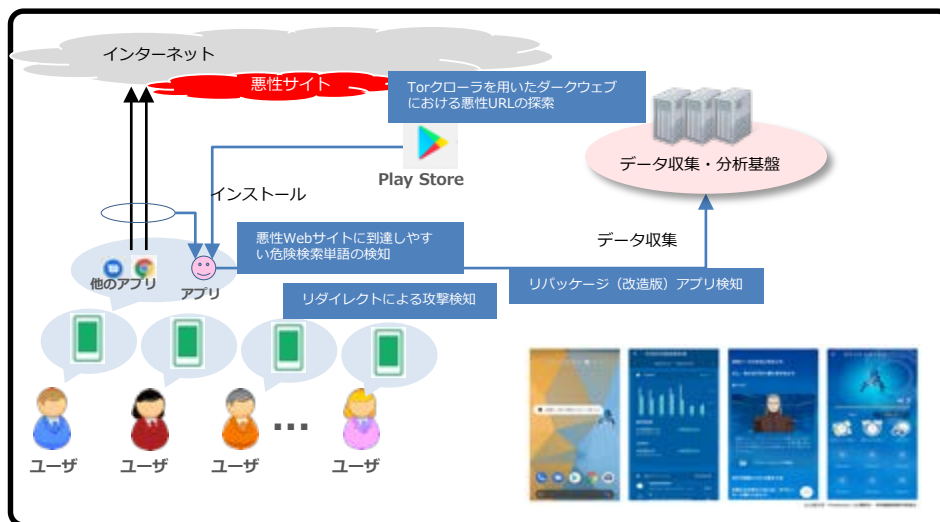 インターネット
悪性サイト
Torクローラを用いたダークウェブ
における悪性URLの探索
Play Store
データ収集・分析基盤
インストール
悪性Webサイトに到達しやす
い危険検索単語の検知
データ収集
他のアプリ
アプリ
リダイレクトによる攻撃検知
リパッケージ（改造版）アプリ検知
…
ユーザ
ユーザ
ユーザ
ユーザ